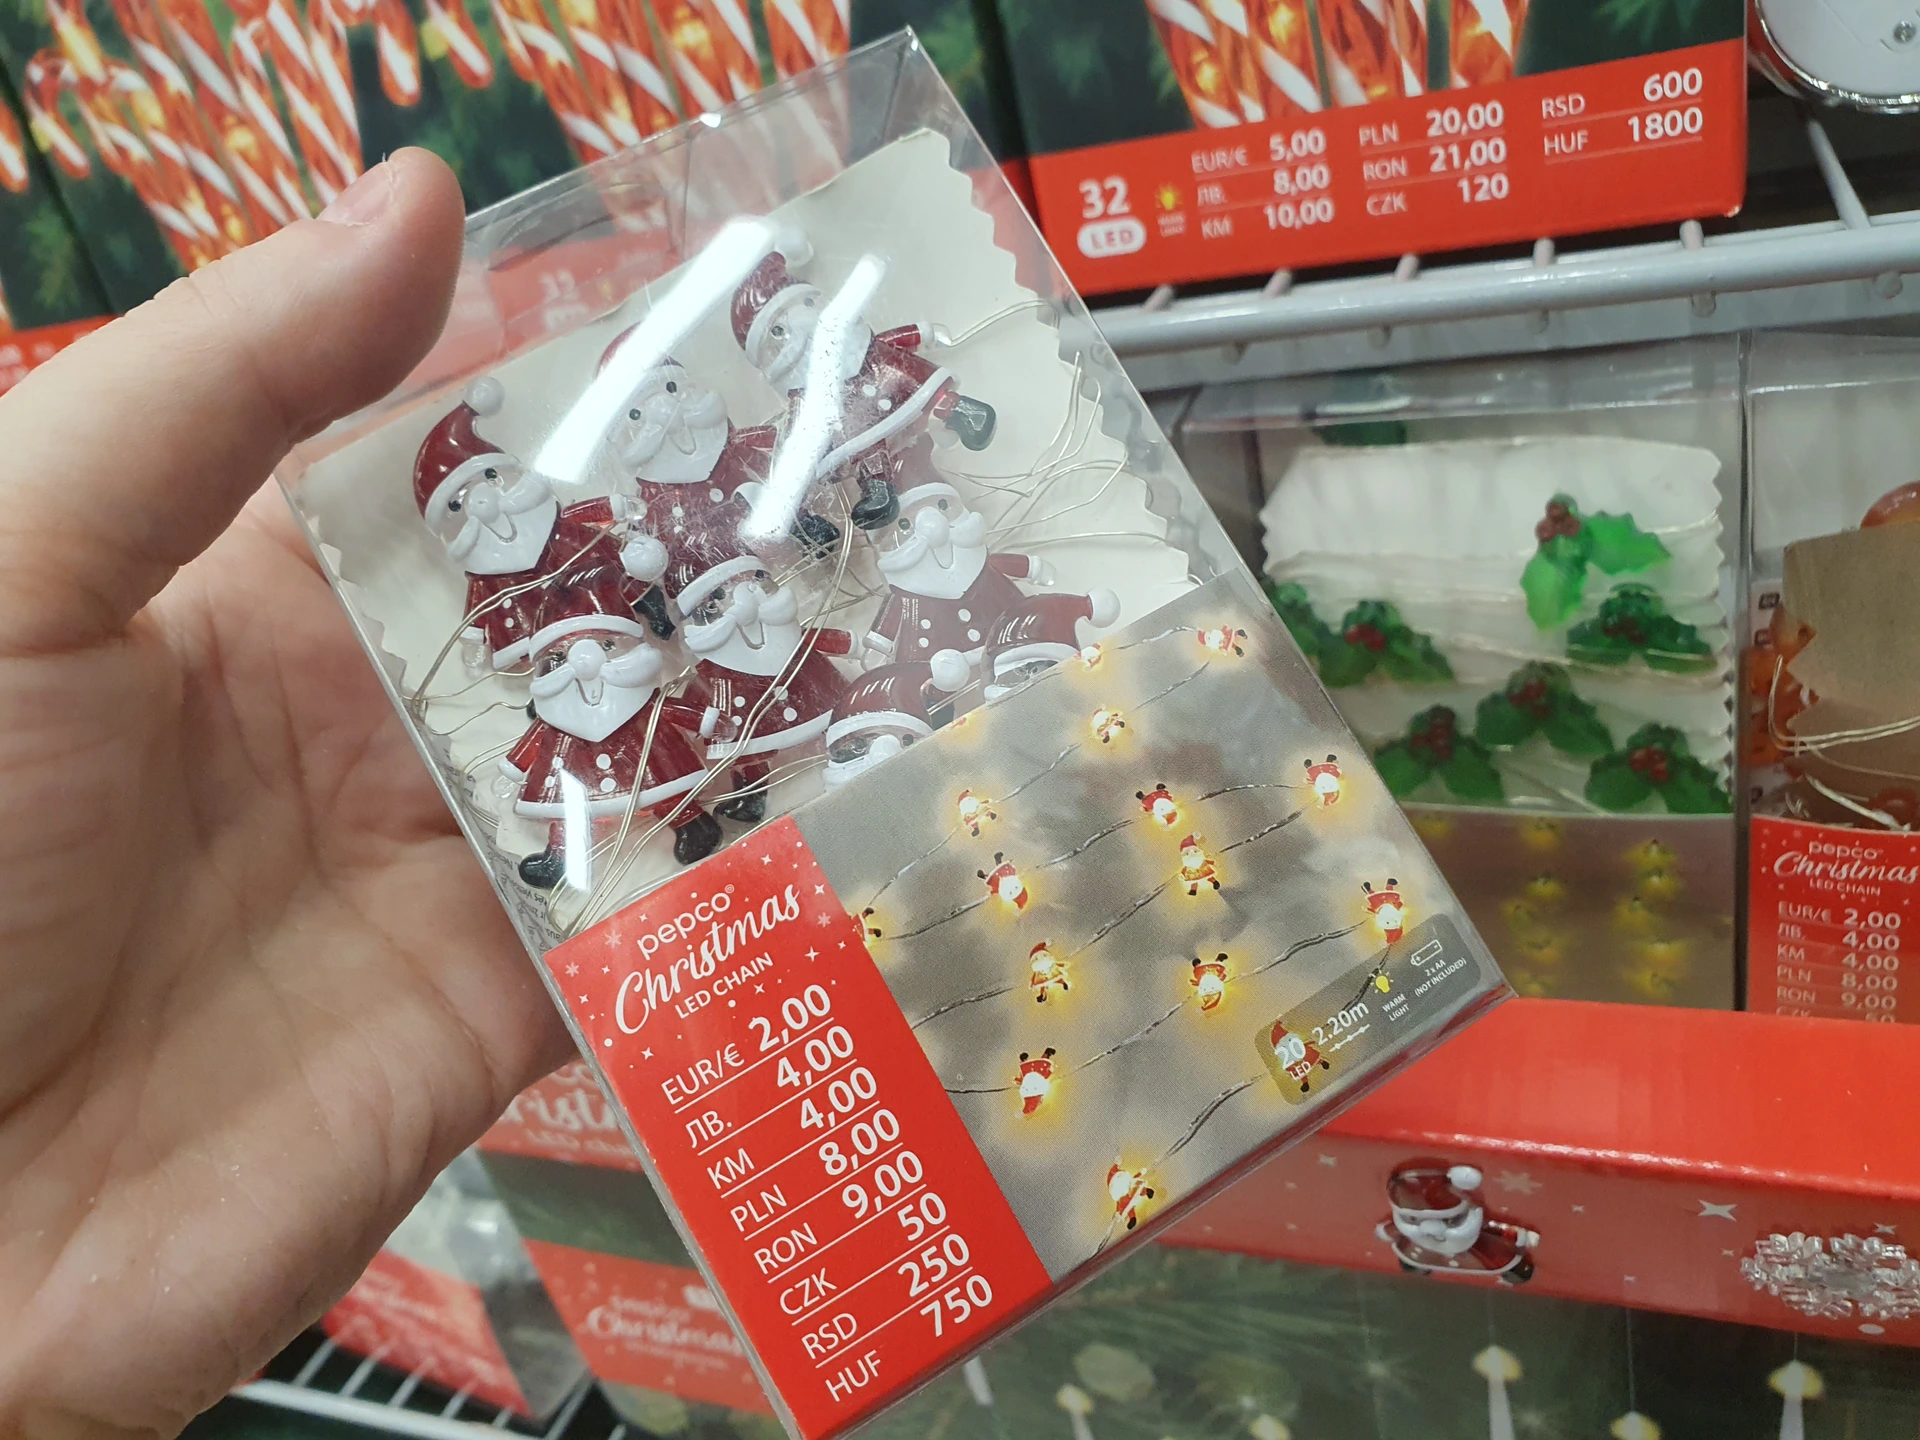 32
LED
EUR/€ 5,00
ЛВ. 8,00
KM 10,00
PLN 20,00
RON 21,00
CZK 120
RSD 600
HUF 1800
32
pepco®
Christmas
LED CHAIN
EUR/€ 2,00
ЛВ. 4,00
KM 4,00
PLN 8,00
RON 9,00
CZK 50
RSD 250
HUF 750
20
LED
2.20m
WARM
LIGHT
2 x AA
(NOT INCLUDED)
pepco
Christmas
LED CHAIN
EUR/€ 2,00
ЛВ. 4,00
KM 4,00
PLN 8,00
RON 9,00
CZK 50
Christmas